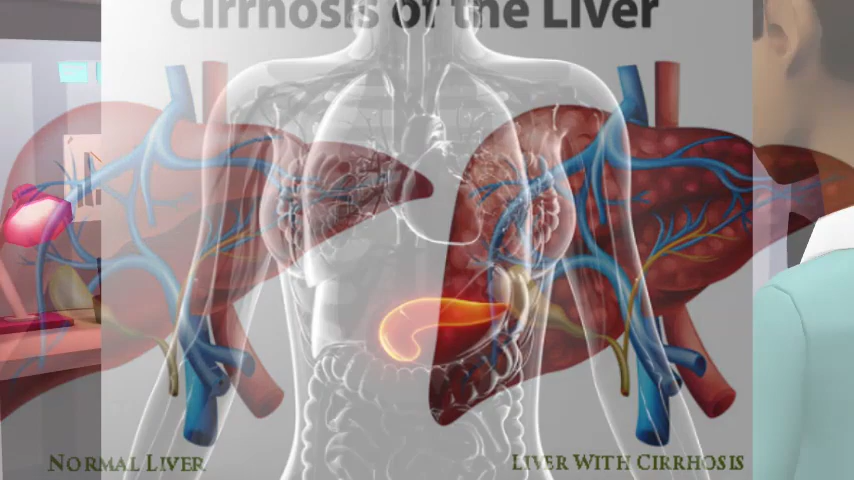 Cirrhosis of the Liver
NORMAL LIVER
LIVER WITH CIRRHOSIS